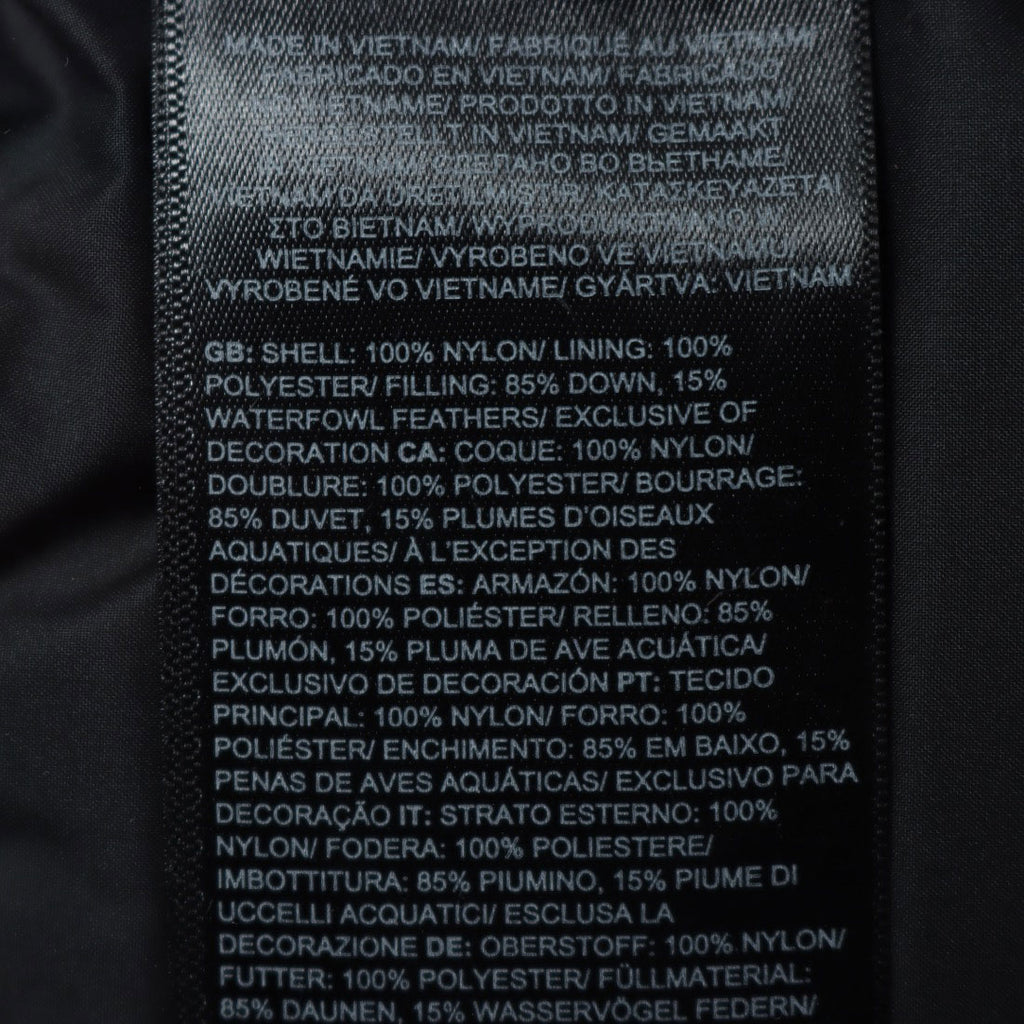 MADE IN VIETNAM/ FABRIQUÉ AU VIETNAM/
FABRICADO EN VIETNAM/ FABRICADO
VIETNAME/ PRODOTTO IN VIETNAM/
IN VIETNAM/ GEMAAKT
VIETNAM/ СДЕЛАНО ВО ВЬЕТНАМЕ/
ΚΑΤΑΣΚΕΥΑΖΕΤΑΙ
ΣΤΟ ΒΙΕΤΝΑΜ/ WYPRODUKOWANO W
WIETNAMIE/ VYROBENO VE VIETNAMU/
VYROBENÉ VO VIETNAME/ GYÁRTVA: VIETNAM
GB: SHELL: 100% NYLON/ LINING: 100%
POLYESTER/ FILLING: 85% DOWN, 15%
WATERFOWL FEATHERS/ EXCLUSIVE OF
DECORATION CA: COQUE: 100% NYLON/
DOUBLURE: 100% POLYESTER/ BOURRAGE:
85% DUVET, 15% PLUMES D'OISEAUX
AQUATIQUES/ À L'EXCEPTION DES
DÉCORATIONS ES: ARMAZÓN: 100% NYLON/
FORRO: 100% POLIÉSTER/ RELLENO: 85%
PLUMÓN, 15% PLUMA DE AVE ACUÁTICA/
EXCLUSIVO DE DECORACIÓN PT: TECIDO
PRINCIPAL: 100% NYLON/ FORRO: 100%
POLIÉSTER/ ENCHIMENTO: 85% EM BAIXO, 15%
PENAS DE AVES AQUÁTICAS/ EXCLUSIVO PARA
DECORAÇÃO IT: STRATO ESTERNO: 100%
NYLON/ FODERA: 100% POLIESTERE/
IMBOTTITURA: 85% PIUMINO, 15% PIUME DI
UCCELLI ACQUATICI/ ESCLUSA LA
DECORAZIONE DE: OBERSTOFF: 100% NYLON/
FUTTER: 100% POLYESTER/ FÜLLMATERIAL:
85% DAUNEN, 15% WASSERVÖGEL FEDERN/